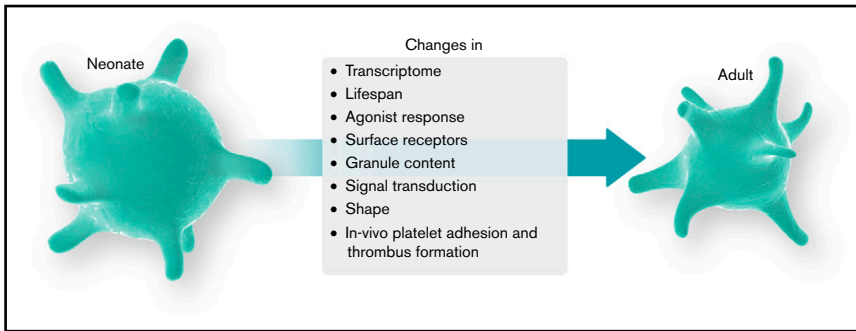 Neonate
Changes in
• Transcriptome
• Lifespan
• Agonist response
• Surface receptors
• Granule content
• Signal transduction
• Shape
• In-vivo platelet adhesion and
thrombus formation
Adult